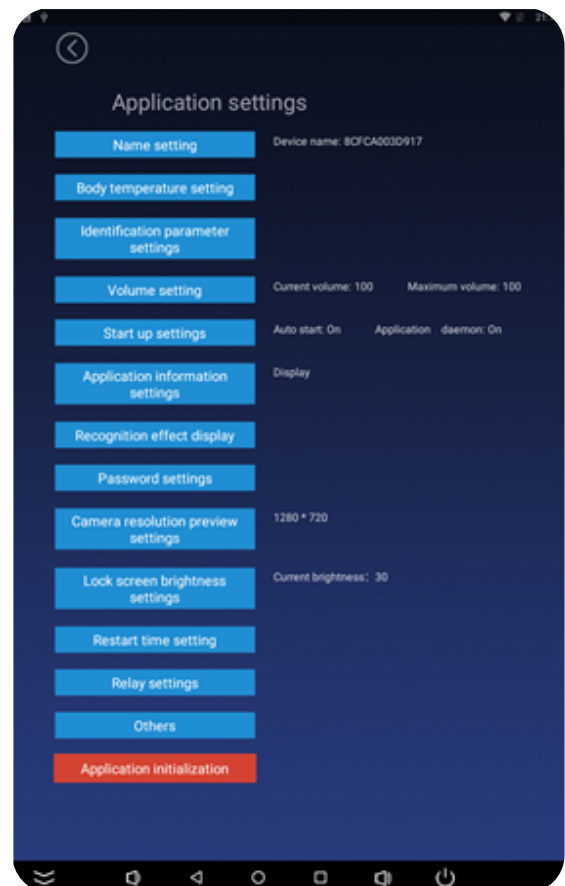 21:
Application settings
Name setting
Device name: 8CFCA003D917
Body temperature setting
Identification parameter
settings
Volume setting
Current volume: 100 Maximum volume: 100
Start up settings
Auto start: On Application daemon: On
Application information
settings
Display
Recognition effect display
Password settings
Camera resolution preview
settings
1280 * 720
Lock screen brightness
settings
Current brightness: 30
Restart time setting
Relay settings
Others
Application initialization